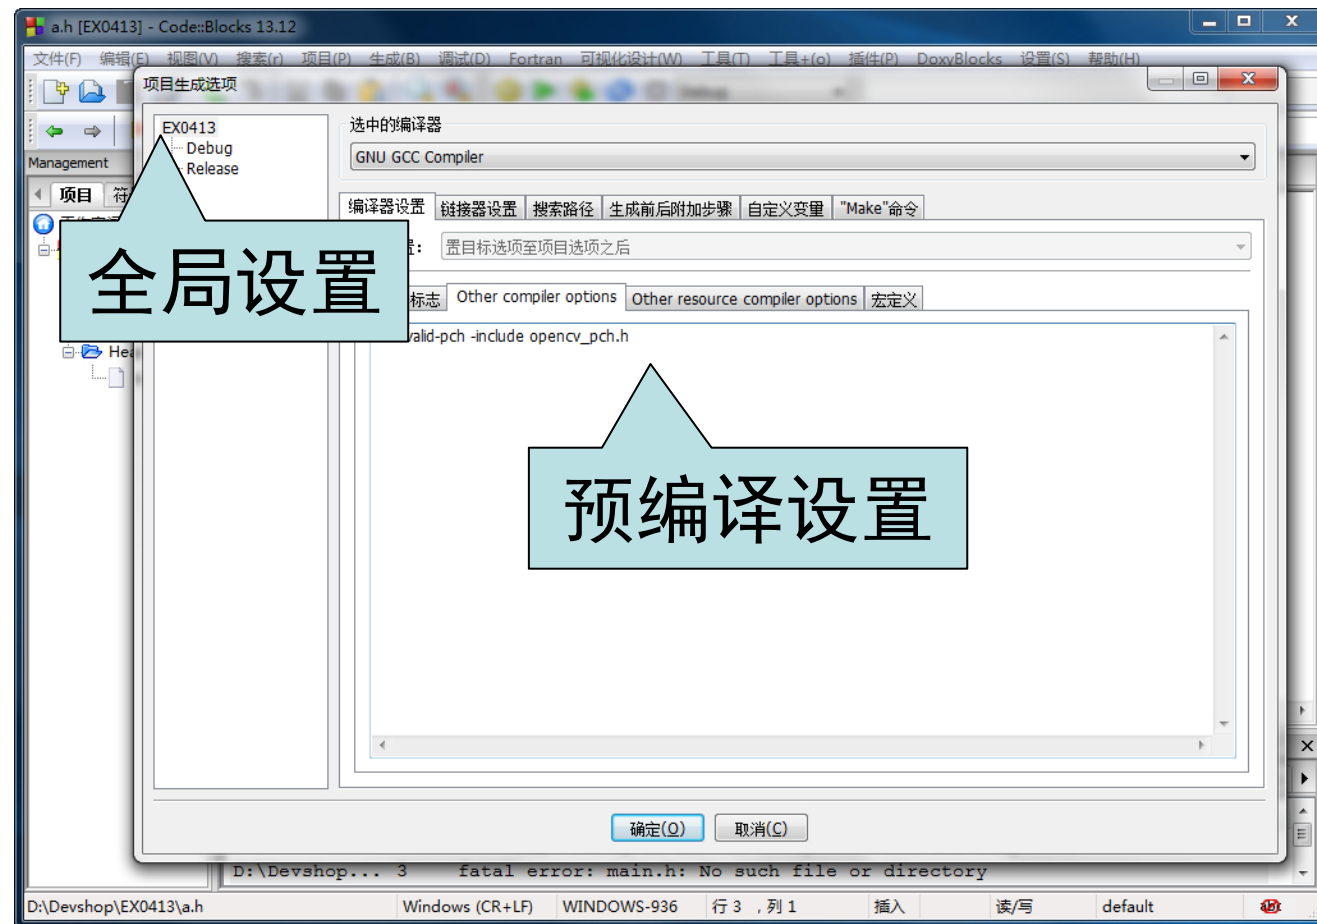 a.h [EX0413] - Code::Blocks 13.12
文件(F) 编辑(E) 视图(V) 搜索(r) 项目(P) 生成(B) 调试(D) Fortran 可视化设计(W) 工具(T) 工具+(o) 插件(P) DoxyBlocks 设置(S) 帮助(H)
项目生成选项
Management
项目
EX0413
Debug
Release
选中的编译器
GNU GCC Compiler
编译器设置 链接器设置 搜索路径 生成前后附加步骤 自定义变量 "Make"命令
置目标选项至项目选项之后
标志 Other compiler options Other resource compiler options 宏定义
valid-pch -include opencv_pch.h
全局设置
预编译设置
Hea
确定(O) 取消(C)
D:\Devshop... 3 fatal error: main.h: No such file or directory
D:\Devshop\EX0413\a.h Windows (CR+LF) WINDOWS-936 行 3 , 列 1 插入 读/写 default